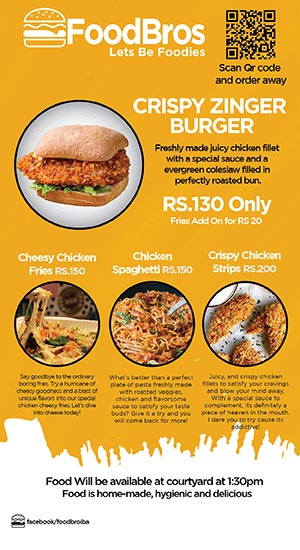 FoodBros
Lets Be Foodies
Scan Qr code
and order away
CRISPY ZINGER
BURGER
Freshly made juicy chicken fillet
with a special sauce and a
evergreen coleslaw filled in
perfectly roasted bun.
RS.130 Only
Fries Add On for RS 20
Cheesy Chicken
Fries RS.150
Say goodbye to the ordinary
boring fries. Try a hurricane of
cheesy goodness and a blast of
unique flavors into our special
chicken cheesy fries. Let's dive
into cheese today!
Chicken
Spaghetti RS.150
What's better than a perfect
plate of pasta freshly made
with roasted veggies,
chicken and flavorsome
sauce to satisfy your taste
buds? Give it a try and you
will come back for more!
Crispy Chicken
Strips RS.200
Juicy, and crispy chicken
fillets to satisfy your cravings
and blow your mind away.
With a special sauce to
complement, its definitely a
piece of heaven in the mouth.
I dare you to try cause its
addictive!
Food Will be available at courtyard at 1:30pm
Food is home-made, hygienic and delicious
facebook/foodbroiba